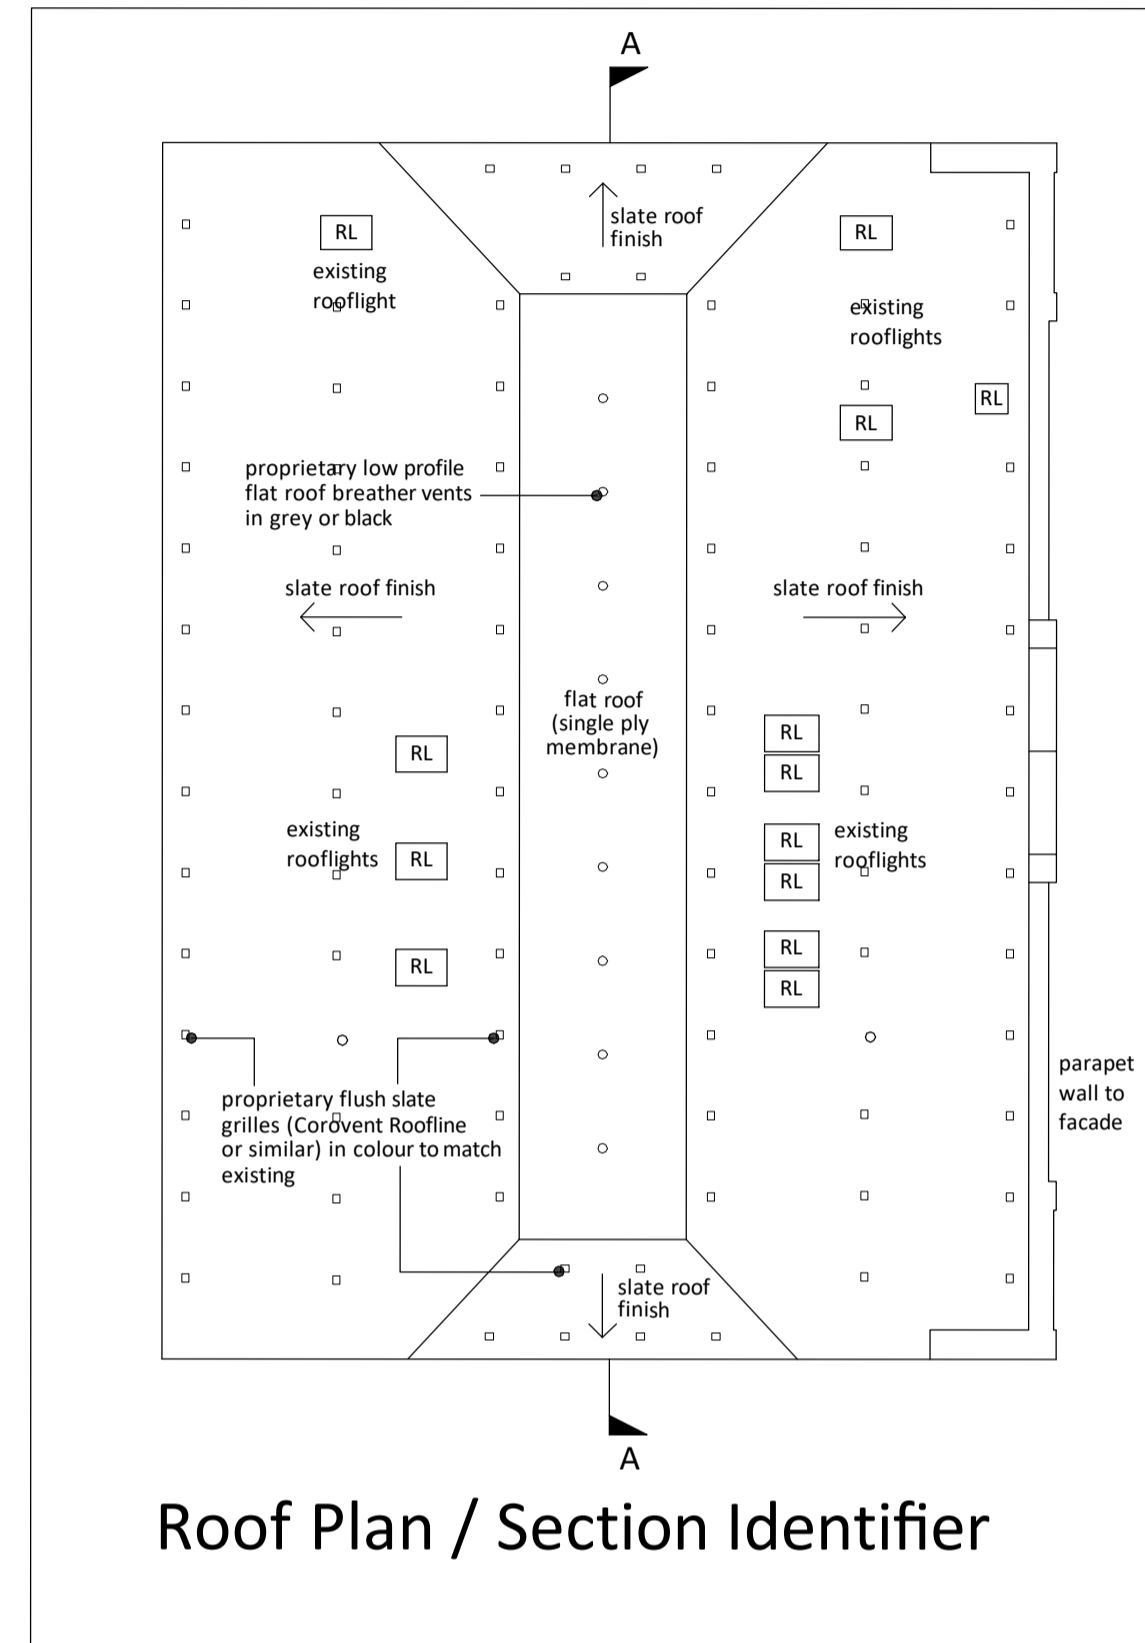 A
slate roof
finish
RL
existing
rooflight
RL
existing
rooflights
RL
RL
proprietary low profile
flat roof breather vents
in grey or black
slate roof finish
slate roof finish
flat roof
(single ply
membrane)
RL
RL
RL
existing
rooflights
RL
RL
RL
RL
existing
rooflights
RL
RL
RL
proprietary flush slate
grilles (Corovent Roofline
or similar) in colour to match
existing
parapet
wall to
facade
slate roof
finish
A
Roof Plan / Section Identifier